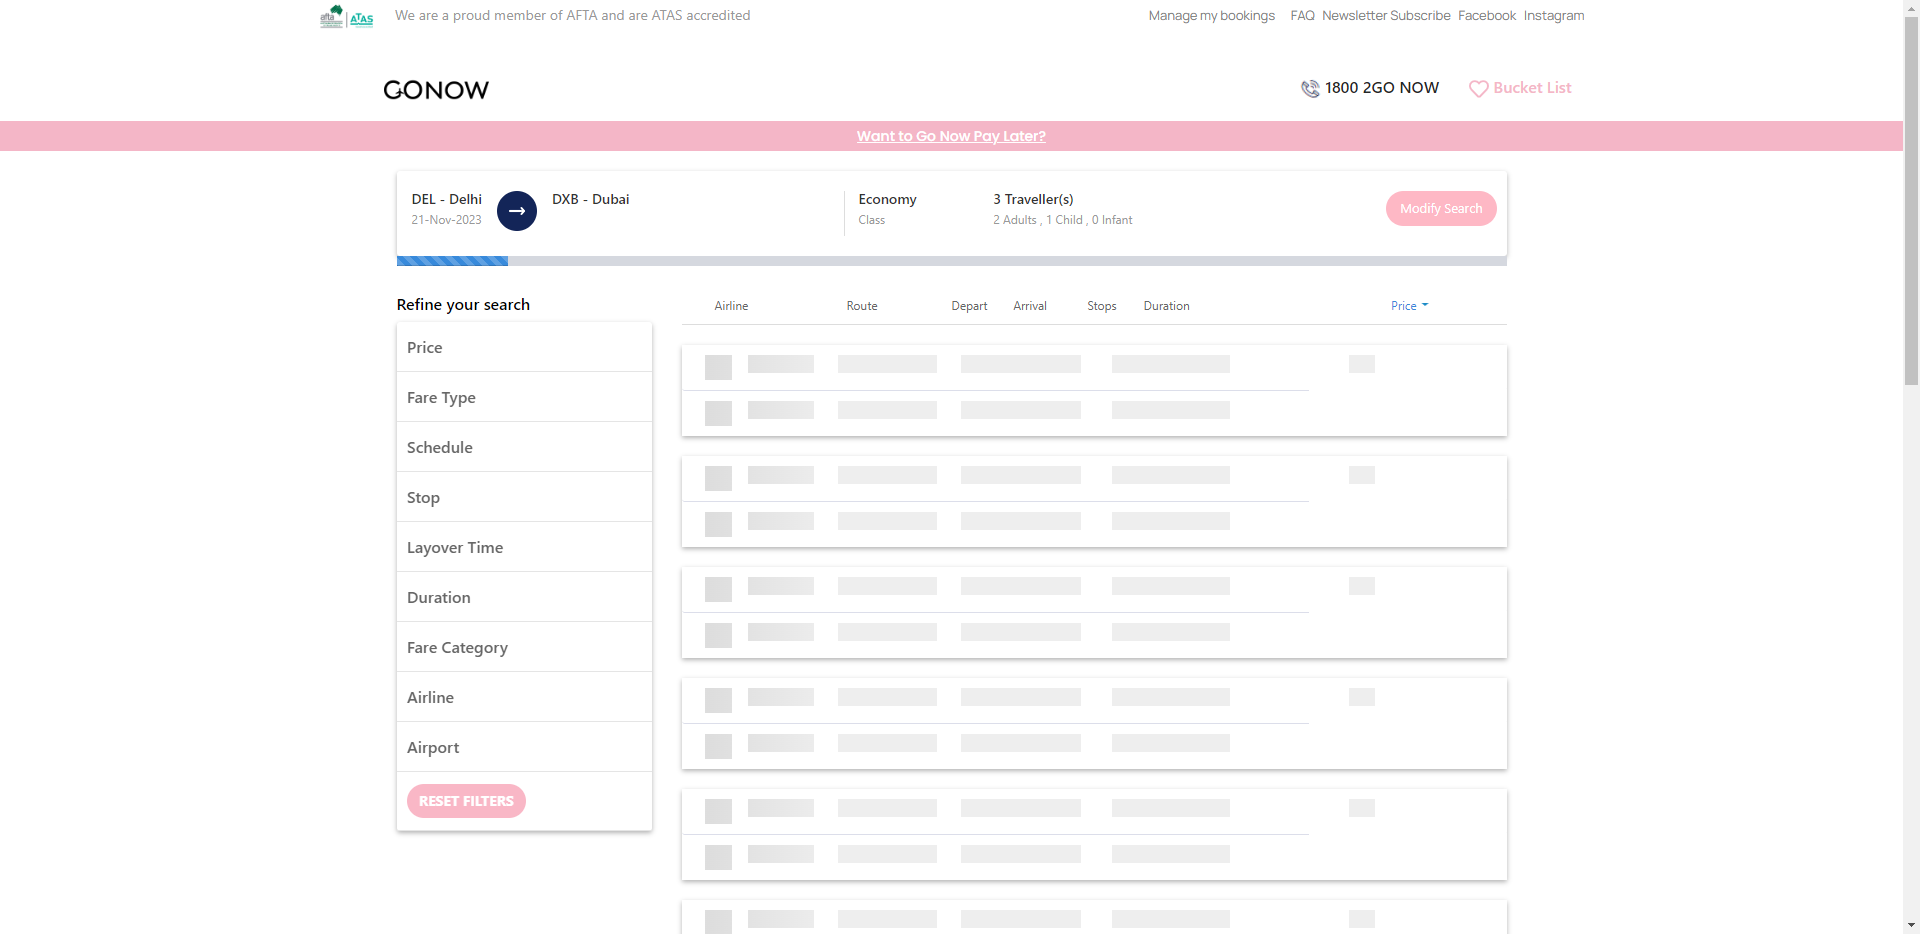 afta ATAS We are a proud member of AFTA and are ATAS accredited Manage my bookings FAQ Newsletter Subscribe Facebook Instagram
GONOW 1800 2GO NOW Bucket List
Want to Go Now Pay Later?
DEL - Delhi DXB - Dubai Economy 3 Traveller(s) Modify Search
21-Nov-2023 Class 2 Adults , 1 Child , 0 Infant
Refine your search Airline Route Depart Arrival Stops Duration Price
Price
Fare Type
Schedule
Stop
Layover Time
Duration
Fare Category
Airline
Airport
RESET FILTERS